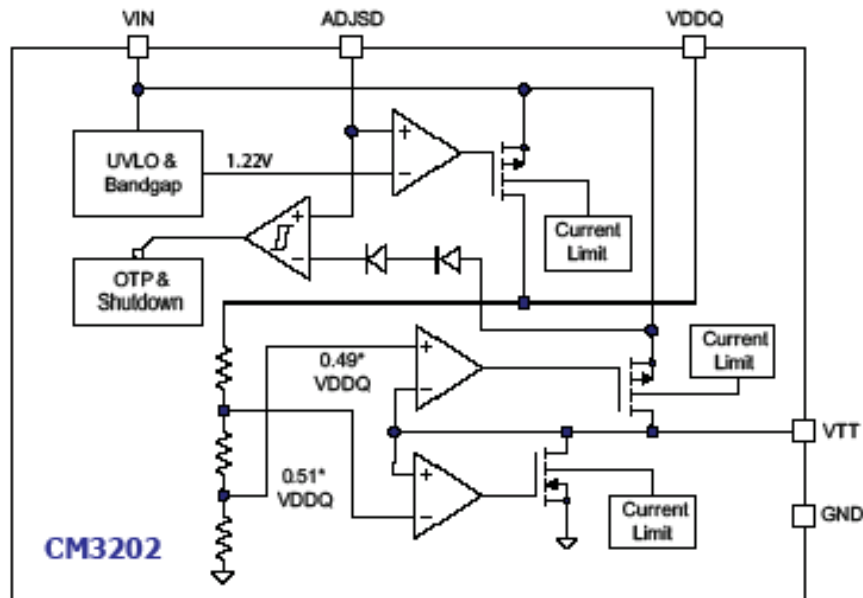 VIN
ADJSD
VDDQ
UVLO &
Bandgap
1.22V
+
−
Current
Limit
+
−
OTP &
Shutdown
Current
Limit
0.49*
VDDQ
+
−
VTT
0.51*
VDDQ
+
−
Current
Limit
GND
CM3202